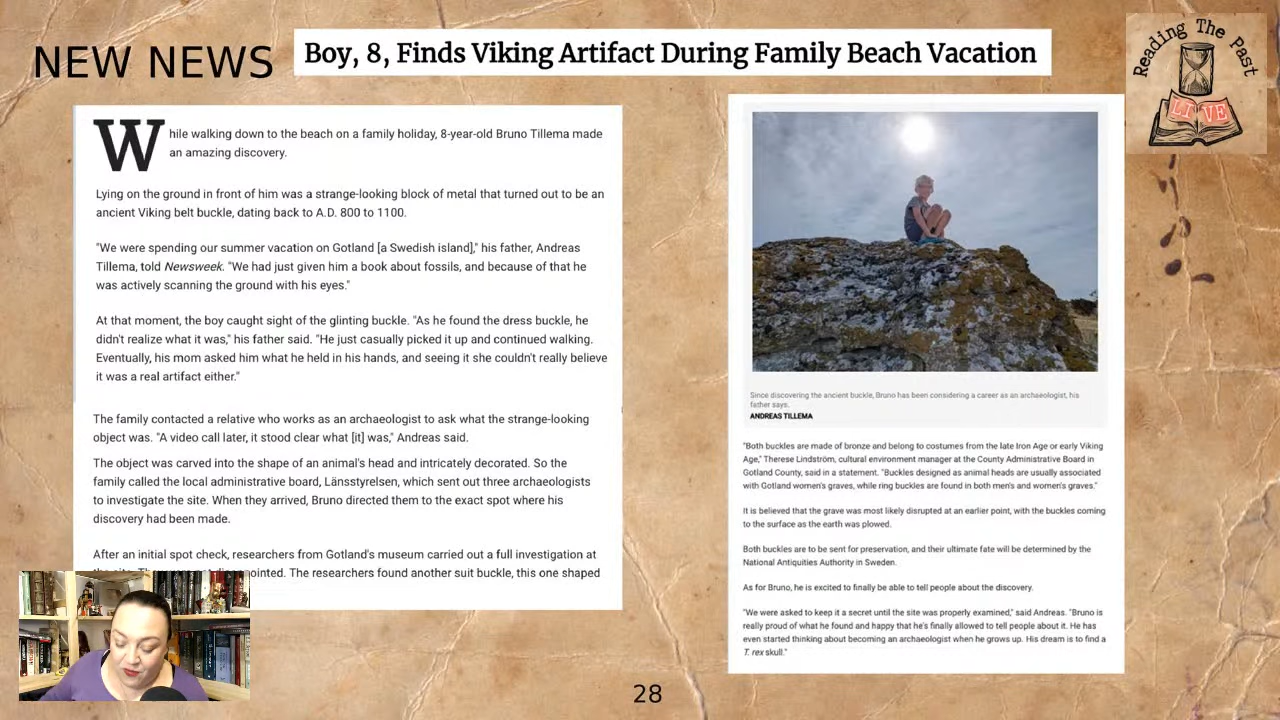 NEW NEWS
Boy, 8, Finds Viking Artifact During Family Beach Vacation
Reading The Past
LIVE
While walking down to the beach on a family holiday, 8-year-old Bruno Tillema made
an amazing discovery.
Lying on the ground in front of him was a strange-looking block of metal that turned out to be an
ancient Viking belt buckle, dating back to A.D. 800 to 1100.
"We were spending our summer vacation on Gotland [a Swedish island]," his father, Andreas
Tillema, told Newsweek. "We had just given him a book about fossils, and because of that he
was actively scanning the ground with his eyes."
At that moment, the boy caught sight of the glinting buckle. "As he found the dress buckle, he
didn't realize what it was," his father said. "He just casually picked it up and continued walking.
Eventually, his mom asked him what he held in his hands, and seeing it she couldn't really believe
it was a real artifact either."
The family contacted a relative who works as an archaeologist to ask what the strange-looking
object was. "A video call later, it stood clear what [it] was," Andreas said.
The object was carved into the shape of an animal's head and intricately decorated. So the
family called the local administrative board, Länsstyrelsen, which sent out three archaeologists
to investigate the site. When they arrived, Bruno directed them to the exact spot where his
discovery had been made.
After an initial spot check, researchers from Gotland's museum carried out a full investigation at
The researchers found another suit buckle, this one shaped
Since discovering the ancient buckle, Bruno has been considering a career as an archaeologist, his
father says.
ANDREAS TILLEMA
"Both buckles are made of bronze and belong to costumes from the late Iron Age or early Viking
Age," Therese Lindström, cultural environment manager at the County Administrative Board in
Gotland County, said in a statement. "Buckles designed as animal heads are usually associated
with Gotland women's graves, while ring buckles are found in both men's and women's graves."
It is believed that the grave was most likely disrupted at an earlier point, with the buckles coming
to the surface as the earth was plowed.
Both buckles are to be sent for preservation, and their ultimate fate will be determined by the
National Antiquities Authority in Sweden.
As for Bruno, he is excited to finally be able to tell people about the discovery.
"We were asked to keep it a secret until the site was properly examined," said Andreas. "Bruno is
really proud of what he found and happy that he's finally allowed to tell people about it. He has
even started thinking about becoming an archaeologist when he grows up. His dream is to find a
T. rex skull."
28